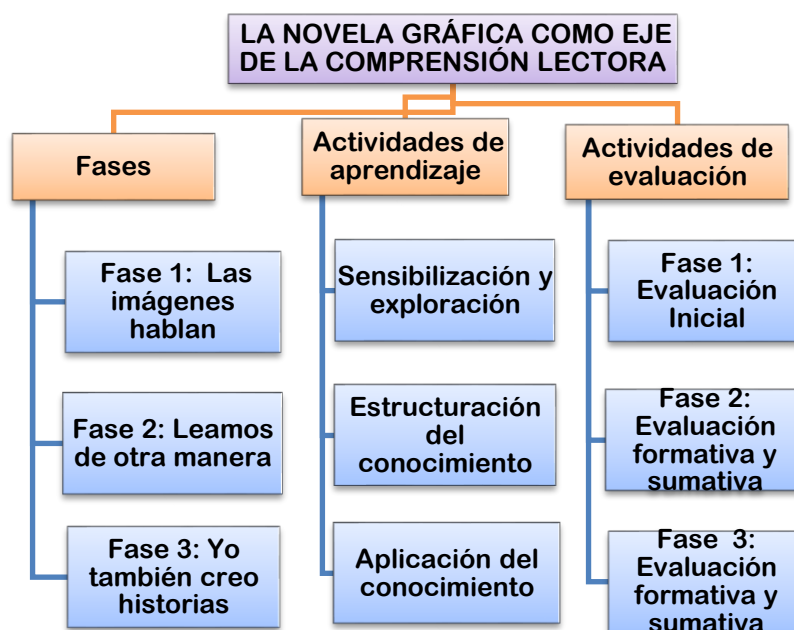 LA NOVELA GRÁFICA COMO EJE
DE LA COMPRENSIÓN LECTORA
Fases
Fase 1: Las
imágenes
hablan
Fase 2: Leamos
de otra manera
Fase 3: Yo
también creo
historias
Actividades de
aprendizaje
Sensibilización y
exploración
Estructuración
del
conocimiento
Aplicación del
conocimiento
Actividades de
evaluación
Fase 1:
Evaluación
Inicial
Fase 2:
Evaluación
formativa y
sumativa
Fase 3:
Evaluación
formativa y
sumativa